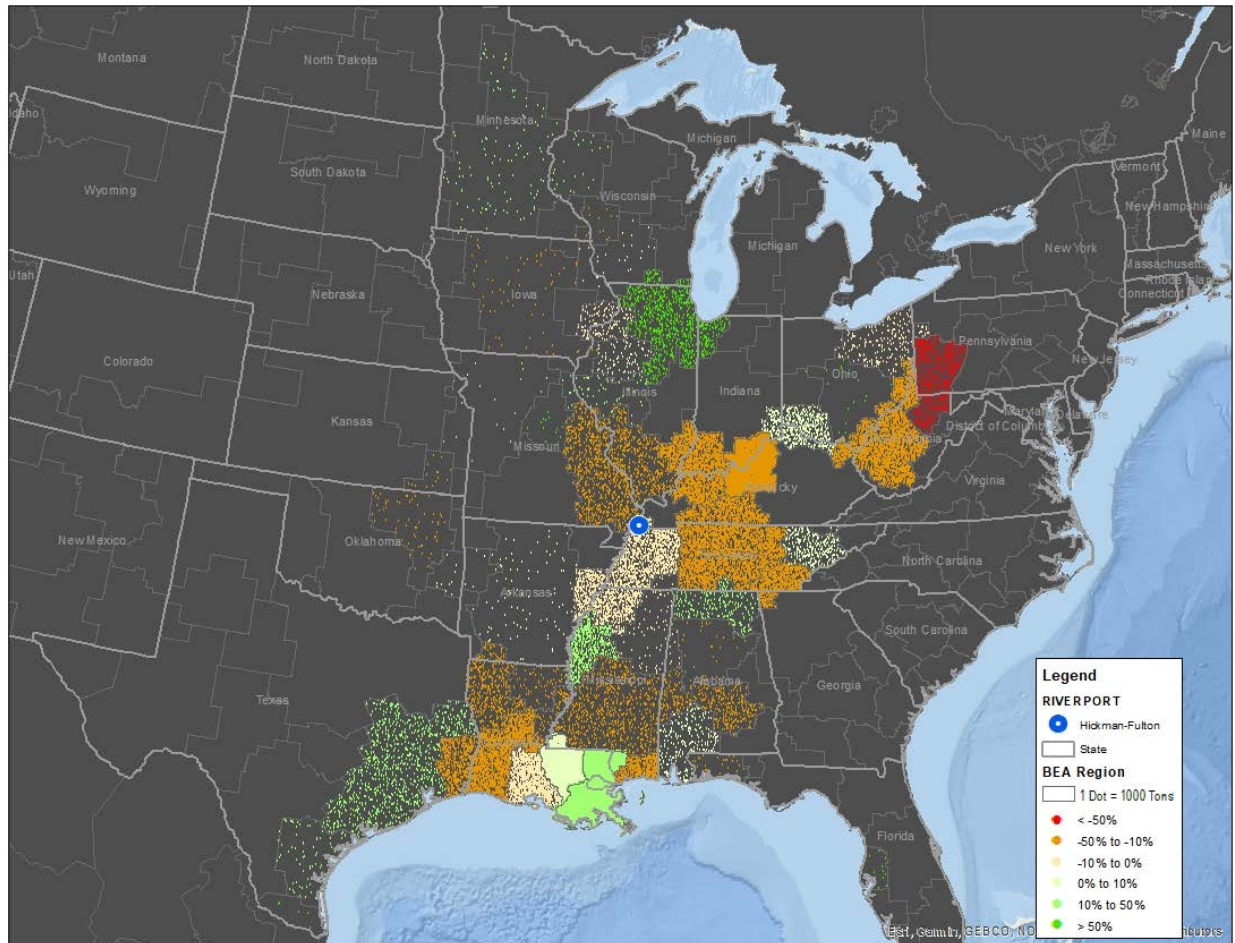 Montana
North Dakota
Minnesota
Michigan
Maine
Idaho
Vermont
South Dakota
Wisconsin
Wyoming
New Hampshire
Michigan
New York
Massachusetts
Rhode Island
Connecticut
Utah
Nebraska
Iowa
Pennsylvania
New Jersey
Colorado
Ohio
Indiana
Illinois
Maryland
Delaware
Kansas
District of Columbia
Missouri
Virginia
Oklahoma
New Mexico
North Carolina
Arkansas
South Carolina
Mississippi
Alabama
Georgia
Texas
Florida
Legend
RIVERPORT
Hickman-Fulton
State
BEA Region
1 Dot = 1000 Tons
< -50%
-50% to -10%
-10% to 0%
0% to 10%
10% to 50%
> 50%
Esri, Garmin, GEBCO,